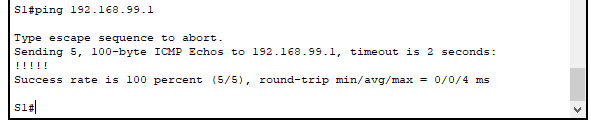 S1#ping 192.168.99.1
Type escape sequence to abort.
Sending 5, 100-byte ICMP Echos to 192.168.99.1, timeout is 2 seconds:
!!!!!
Success rate is 100 percent (5/5), round-trip min/avg/max = 0/0/4 ms
S1#